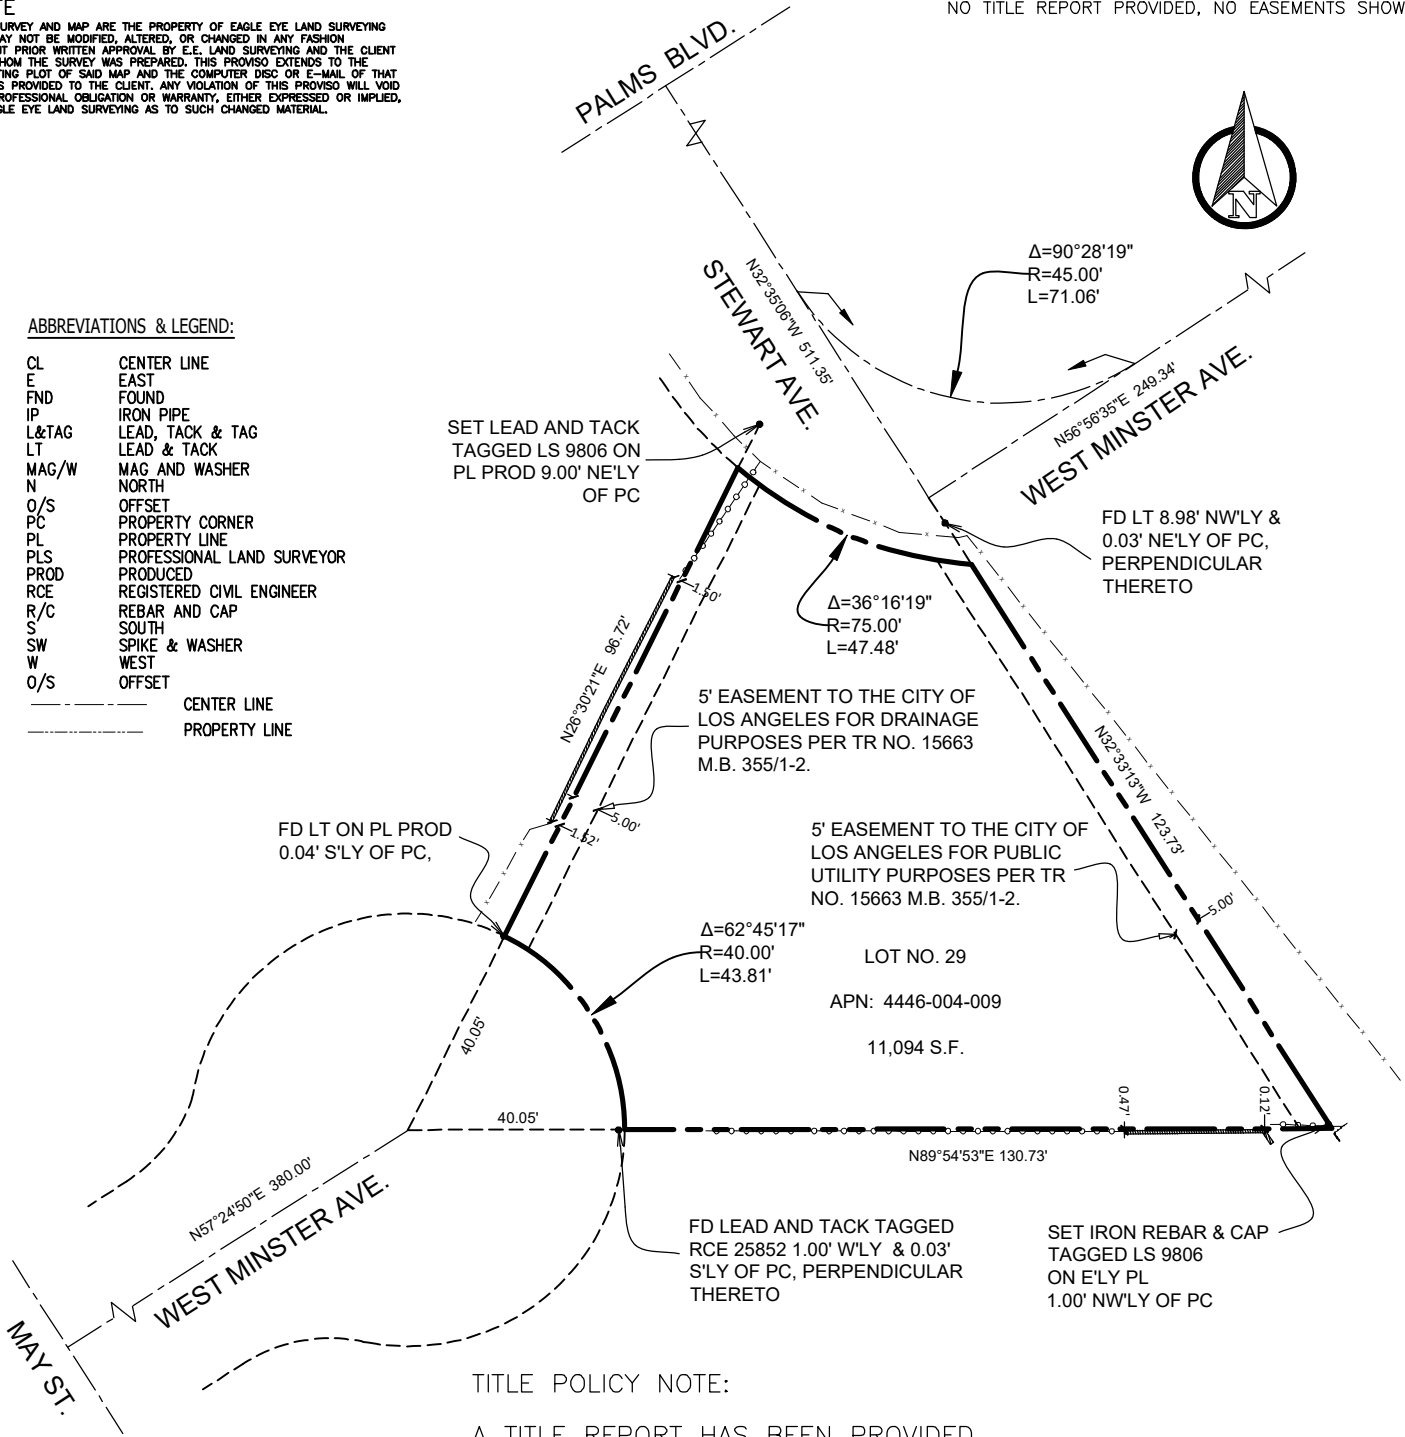 TE
URVEY AND MAP ARE THE PROPERTY OF EAGLE EYE LAND SURVEYING
AY NOT BE MODIFIED, ALTERED, OR CHANGED IN ANY FASHION
T PRIOR WRITTEN APPROVAL BY E.E. LAND SURVEYING AND THE CLIENT
HOM THE SURVEY WAS PREPARED. THIS PROVISO EXTENDS TO THE
TING PLOT OF SAID MAP AND THE COMPUTER DISC OR E-MAIL OF THAT
S PROVIDED TO THE CLIENT. ANY VIOLATION OF THIS PROVISO WILL VOID
ROFESSIONAL OBLIGATION OR WARRANTY, EITHER EXPRESSED OR IMPLIED,
GLE EYE LAND SURVEYING AS TO SUCH CHANGED MATERIAL.
NO TITLE REPORT PROVIDED, NO EASEMENTS SHOW
PALMS BLVD.
N
Δ=90°28'19"
R=45.00'
L=71.06'
STEWART AVE.
N32°35'06"W 511.35'
N56°56'35"E 249.34'
WEST MINSTER AVE.
ABBREVIATIONS & LEGEND:
CL CENTER LINE
E EAST
FND FOUND
IP IRON PIPE
L&TAG LEAD, TACK & TAG
LT LEAD & TACK
MAG/W MAG AND WASHER
N NORTH
O/S OFFSET
PC PROPERTY CORNER
PL PROPERTY LINE
PLS PROFESSIONAL LAND SURVEYOR
PROD PRODUCED
RCE REGISTERED CIVIL ENGINEER
R/C REBAR AND CAP
S SOUTH
SW SPIKE & WASHER
W WEST
O/S OFFSET
CENTER LINE
PROPERTY LINE
SET LEAD AND TACK
TAGGED LS 9806 ON
PL PROD 9.00' NE'LY
OF PC
FD LT 8.98' NW'LY &
0.03' NE'LY OF PC,
PERPENDICULAR
THERETO
1.50'
Δ=36°16'19"
R=75.00'
L=47.48'
N26°30'21"E 96.72'
5' EASEMENT TO THE CITY OF
LOS ANGELES FOR DRAINAGE
PURPOSES PER TR NO. 15663
M.B. 355/1-2.
N32°33'13"W 123.73'
5.00'
1.52'
FD LT ON PL PROD
0.04' S'LY OF PC,
5' EASEMENT TO THE CITY OF
LOS ANGELES FOR PUBLIC
UTILITY PURPOSES PER TR
NO. 15663 M.B. 355/1-2.
5.00'
Δ=62°45'17"
R=40.00'
L=43.81'
LOT NO. 29
APN: 4446-004-009
11,094 S.F.
40.05'
40.05'
0.47'
0.12'
N89°54'53"E 130.73'
N57°24'50"E 380.00'
WEST MINSTER AVE.
FD LEAD AND TACK TAGGED
RCE 25852 1.00' W'LY & 0.03'
S'LY OF PC, PERPENDICULAR
THERETO
SET IRON REBAR & CAP
TAGGED LS 9806
ON E'LY PL
1.00' NW'LY OF PC
MAY ST.
TITLE POLICY NOTE:
A TITLE REPORT HAS BEEN PROVIDED